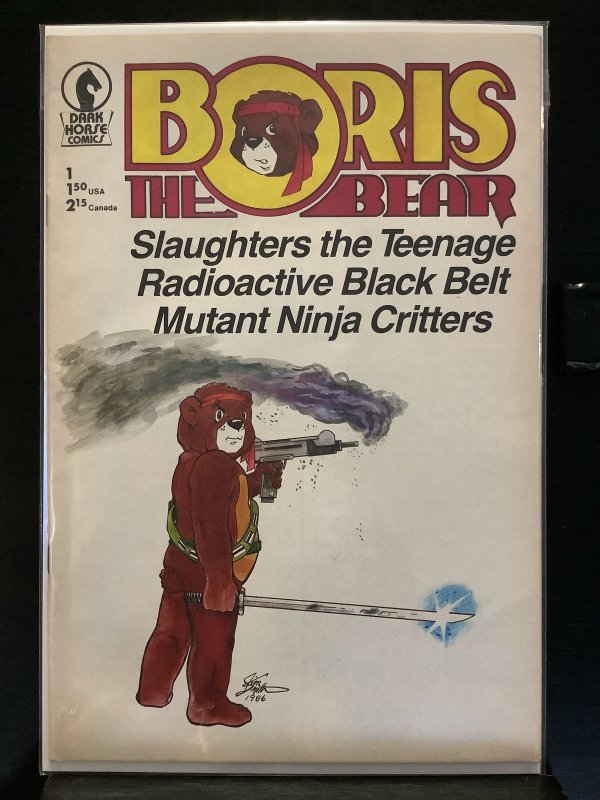 DARK
HORSE
COMICS
BORIS
THE BEAR
1
1.50 USA
2.15 Canada
Slaughters the Teenage
Radioactive Black Belt
Mutant Ninja Critters
1986